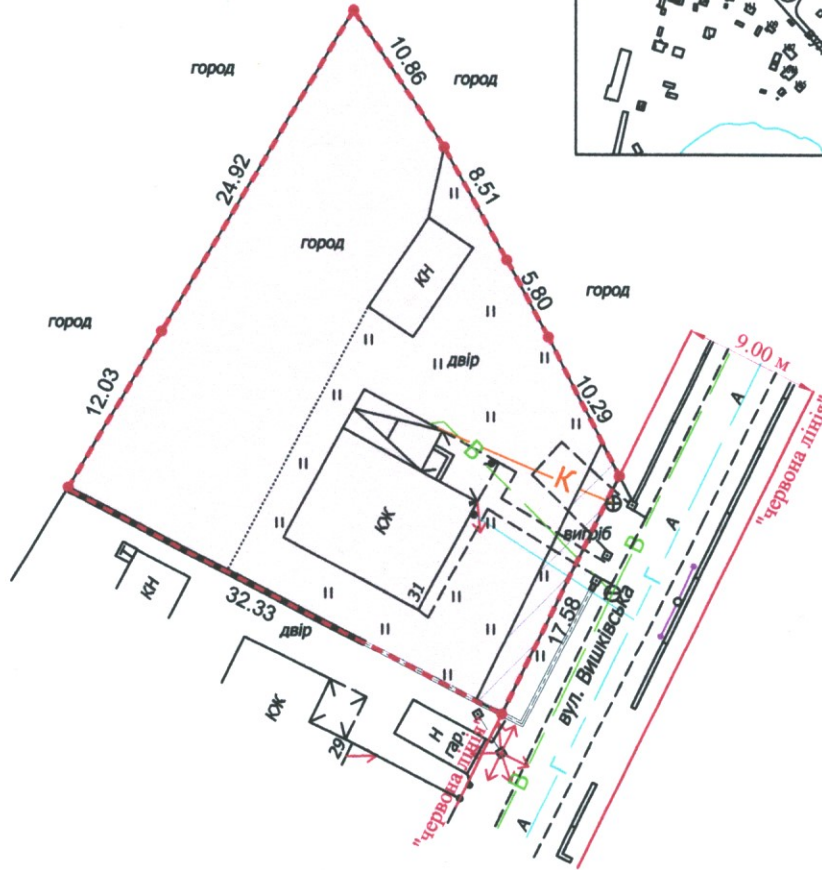 город
10.86
город
24.92
8.51
город
КН
5.80
город
город
двір
9.00 м
12.03
10.29
"червона лінія"
А
В
К
КЖ
вигріб
31
В
А
Г
КН
32.33
двір
17.58
вул. Вишківська
А
КЖ
Н
гар.
29
Г
"червона лінія"
В
А